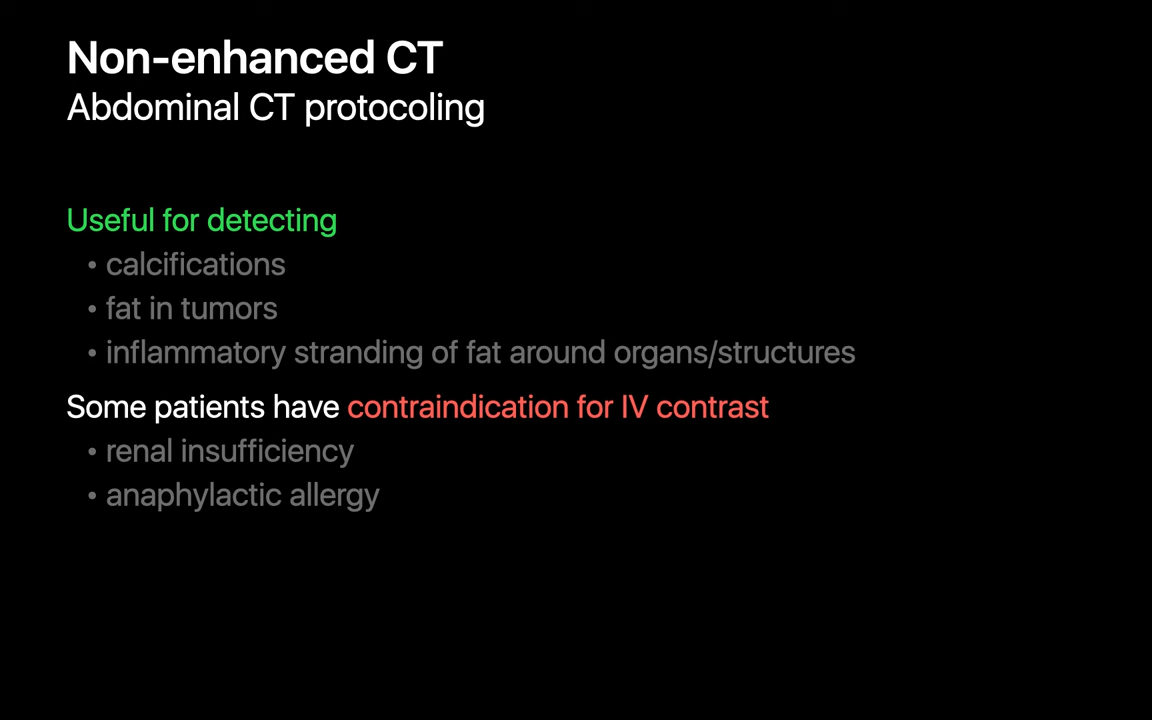 Non-enhanced CT
Abdominal CT protocoling
Useful for detecting
• calcifications
• fat in tumors
• inflammatory stranding of fat around organs/structures
Some patients have contraindication for IV contrast
• renal insufficiency
• anaphylactic allergy